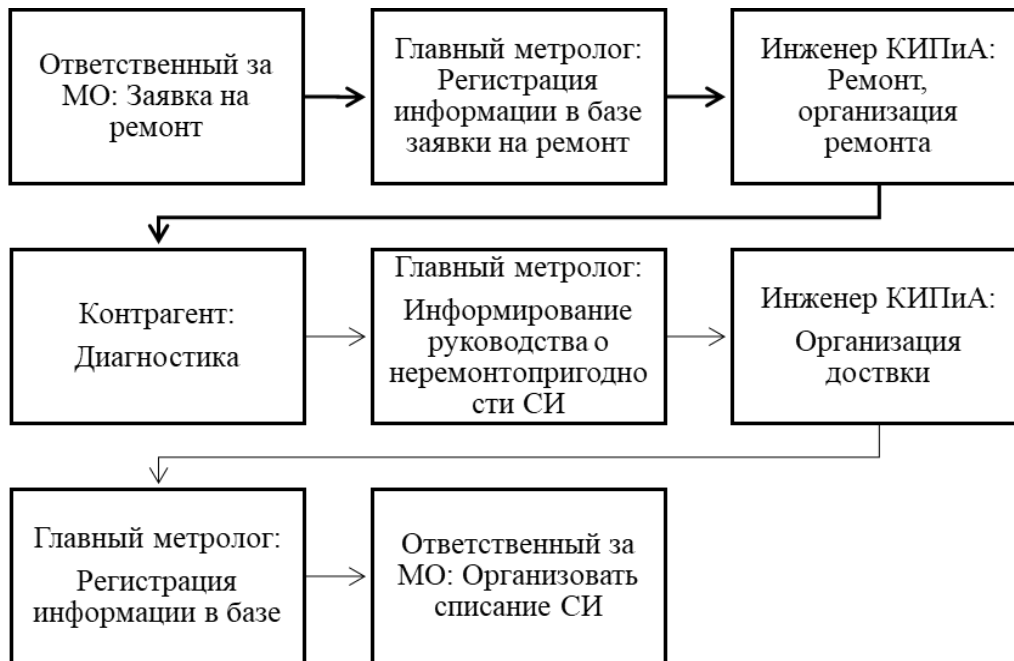 Ответственный за
МО: Заявка на
ремонт
Главный метролог:
Регистрация
информации в базе
заявки на ремонт
Инженер КИПиА:
Ремонт,
организация
ремонта
Контрагент:
Диагностика
Главный метролог:
Информирование
руководства о
неремонтопригодно
сти СИ
Инженер КИПиА:
Организация
доствки
Главный метролог:
Регистрация
информации в базе
Ответственный за
МО: Организовать
списание СИ